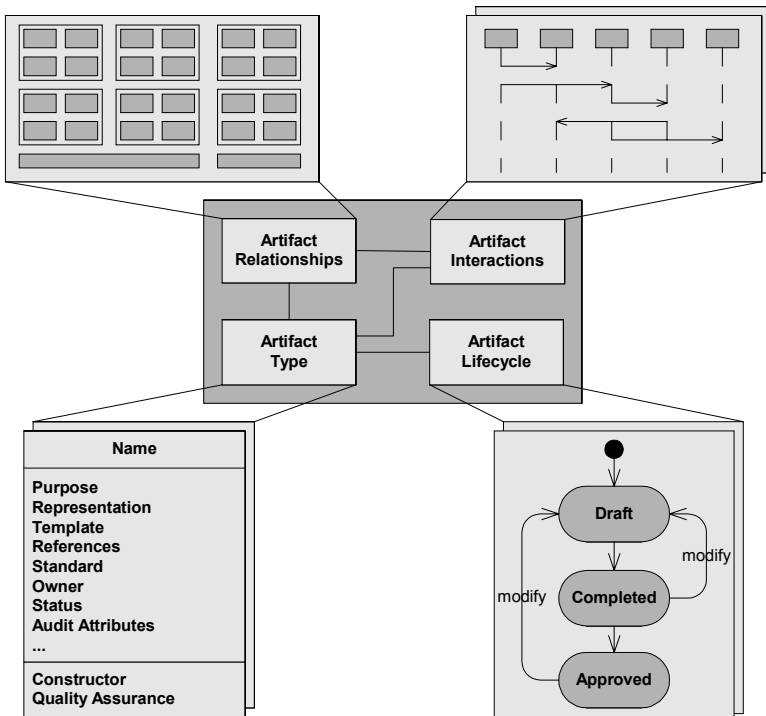 Artifact
Relationships
Artifact
Interactions
Artifact
Type
Artifact
Lifecycle
Name
Purpose
Representation
Template
References
Standard
Owner
Status
Audit Attributes
...
Constructor
Quality Assurance
Draft
modify
modify
Completed
Approved